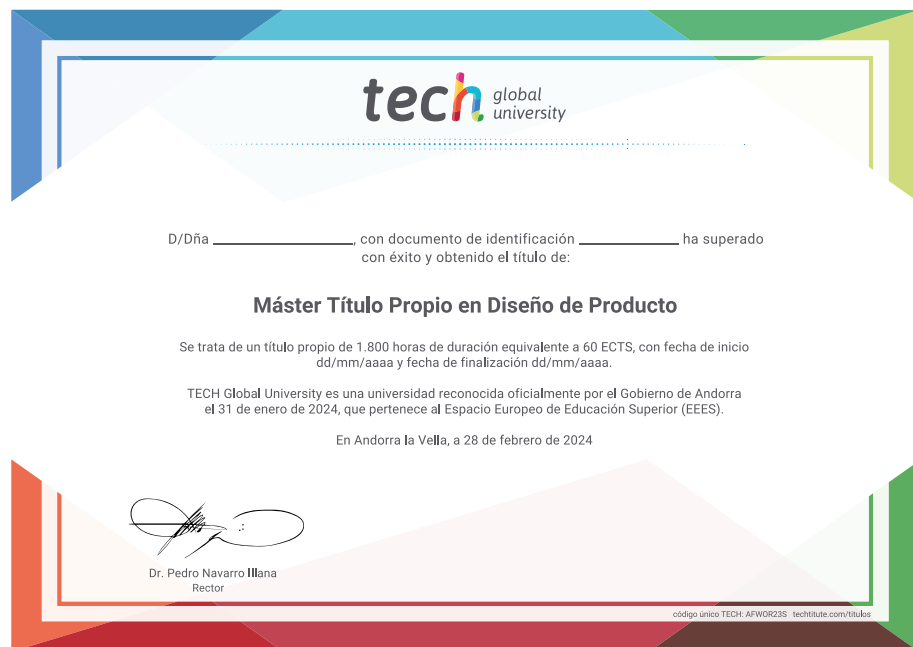 tech global university
D/Dña ____________, con documento de identificación ____________ ha superado
con éxito y obtenido el título de:
Máster Título Propio en Diseño de Producto
Se trata de un título propio de 1.800 horas de duración equivalente a 60 ECTS, con fecha de inicio
dd/mm/aaaa y fecha de finalización dd/mm/aaaa.
TECH Global University es una universidad reconocida oficialmente por el Gobierno de Andorra
el 31 de enero de 2024, que pertenece al Espacio Europeo de Educación Superior (EEES).
En Andorra la Vella, a 28 de febrero de 2024
Dr. Pedro Navarro Illana
Rector
código único TECH: AFWOR23S techtitute.com/titulos